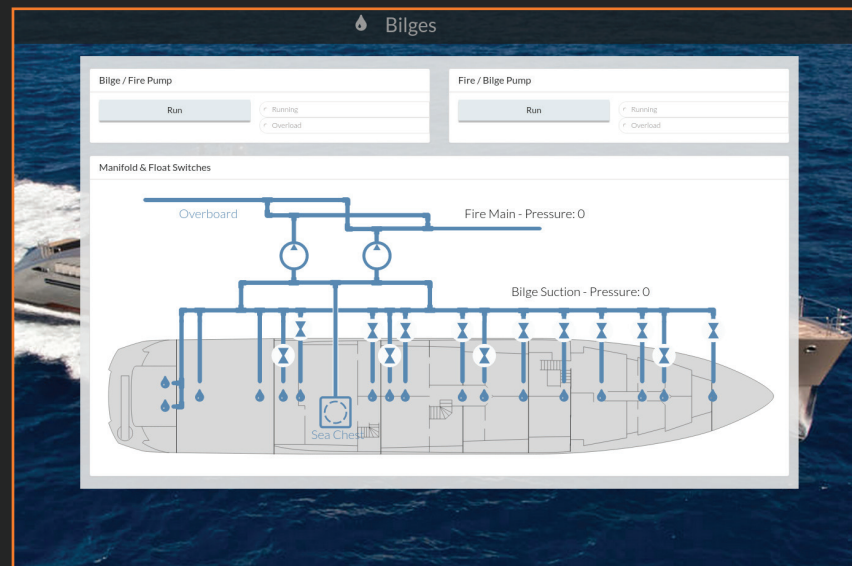 Bilges
Bilge / Fire Pump
Run
Running
Overload
Fire / Bilge Pump
Run
Running
Overload
Manifold & Float Switches
Overboard
Fire Main - Pressure: 0
Bilge Suction - Pressure: 0
Sea Chest